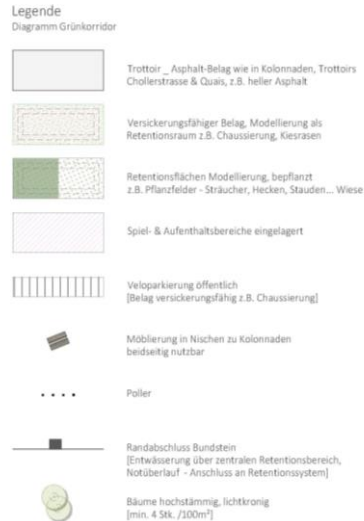 Legende
Diagramm Grünkorridor
Trottoir _ Asphalt-Belag wie in Kolonnaden, Trottoirs
Chollerstrasse & Quais, z.B. heller Asphalt
Versickerungsfähiger Belag, Modellierung als
Retentionsraum z.B. Chaussierung, Kiesrasen
Retentionsflächen Modellierung, bepflanzt
z.B. Pflanzfelder - Sträucher, Hecken, Stauden... Wiese
Spiel- & Aufenthaltsbereiche eingelagert
Veloparkierung öffentlich
[Belag versickerungsfähig z.B. Chaussierung]
Möblierung in Nischen zu Kolonnaden
beidseitig nutzbar
Poller
Randabschluss Bundstein
[Entwässerung über zentralen Retentionsbereich,
Notüberlauf - Anschluss an Retentionssystem]
Bäume hochstämmig, lichtkronig
[min. 4 Stk. /100m²]